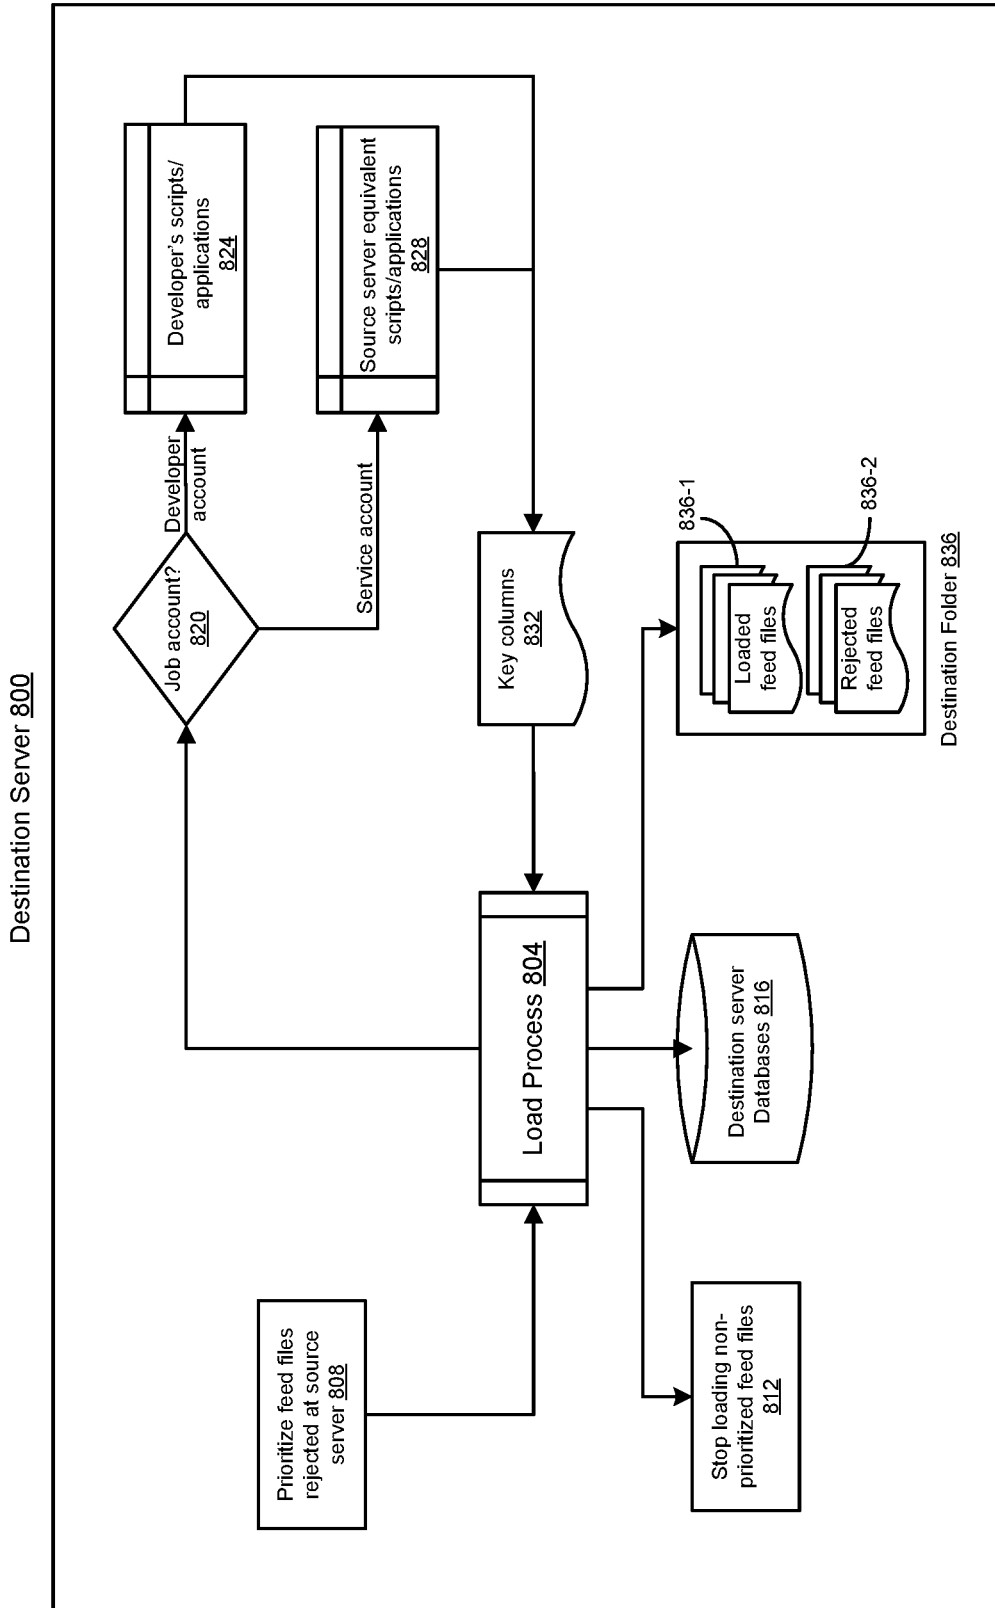 Destination Server 800
Prioritize feed files
rejected at source
server 808
Load Process 804
Stop loading non-
prioritized feed files
812
Destination server
Databases 816
Job account?
820
Developer
account
Service account
Developer's scripts/
applications
824
Source server equivalent
scripts/applications
828
Key columns
832
836-1
836-2
Loaded
feed files
Rejected
feed files
Destination Folder 836